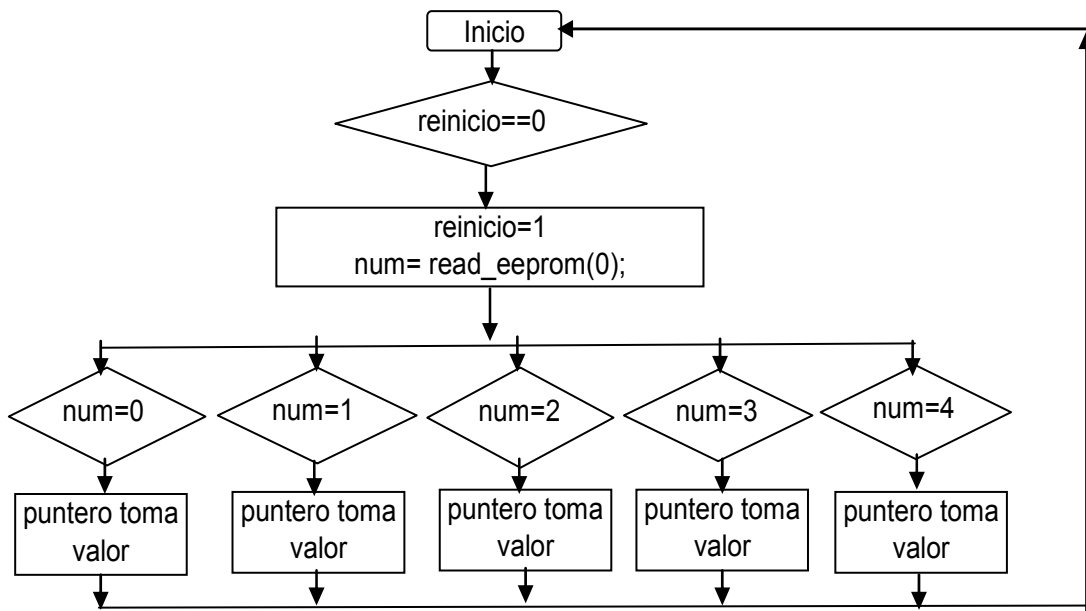 Inicio
reinicio==0
reinicio=1
num= read_eeprom(0);
num=0
num=1
num=2
num=3
num=4
puntero toma
valor
puntero toma
valor
puntero toma
valor
puntero toma
valor
puntero toma
valor